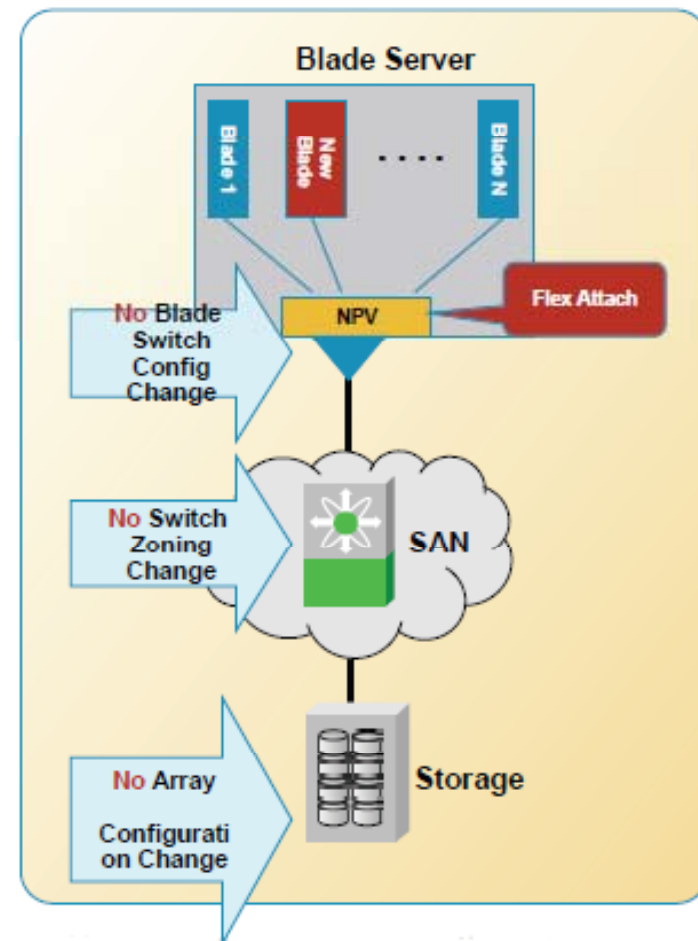 Blade Server
Blade 1
New
Blade
. . . .
Blade N
Flex Attach
NPV
No Blade
Switch
Config
Change
No Switch
Zoning
Change
SAN
No Array
Configurati
on Change
Storage